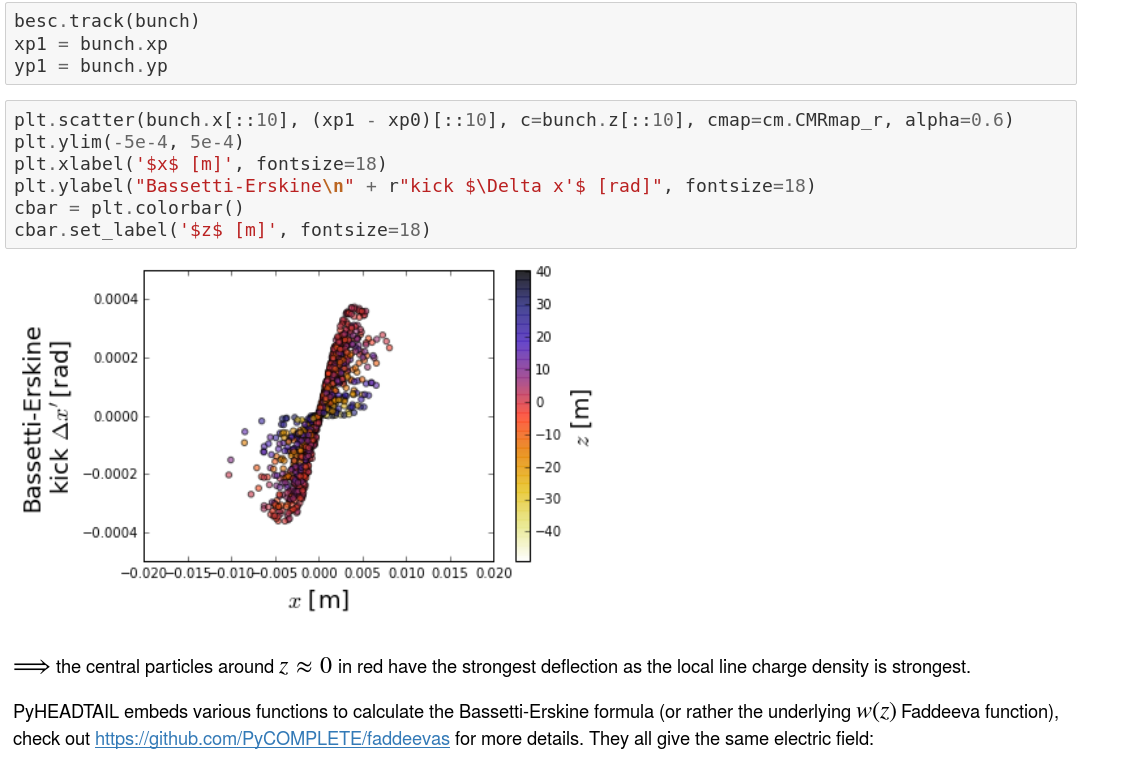 besc.track(bunch)
xp1 = bunch.xp
yp1 = bunch.yp
plt.scatter(bunch.x[::10], (xp1 - xp0)[::10], c=bunch.z[::10], cmap=cm.CMRmap_r, alpha=0.6)
plt.ylim(-5e-4, 5e-4)
plt.xlabel('$x$ [m]', fontsize=18)
plt.ylabel("Bassetti-Erskine\n" + r"kick $\Delta x'$ [rad]", fontsize=18)
cbar = plt.colorbar()
cbar.set_label('$z$ [m]', fontsize=18)
Bassetti-Erskine
kick Δx′ [rad]
0.0004
0.0002
0.0000
−0.0002
−0.0004
−0.020−0.015−0.010−0.005 0.000 0.005 0.010 0.015 0.020
x [m]
40
30
20
10
0
−10
−20
−30
−40
z [m]
⟹ the central particles around z ≈ 0 in red have the strongest deflection as the local line charge density is strongest.
PyHEADTAIL embeds various functions to calculate the Bassetti-Erskine formula (or rather the underlying w(z) Faddeeva function),
check out https://github.com/PyCOMPLETE/faddeevas for more details. They all give the same electric field: